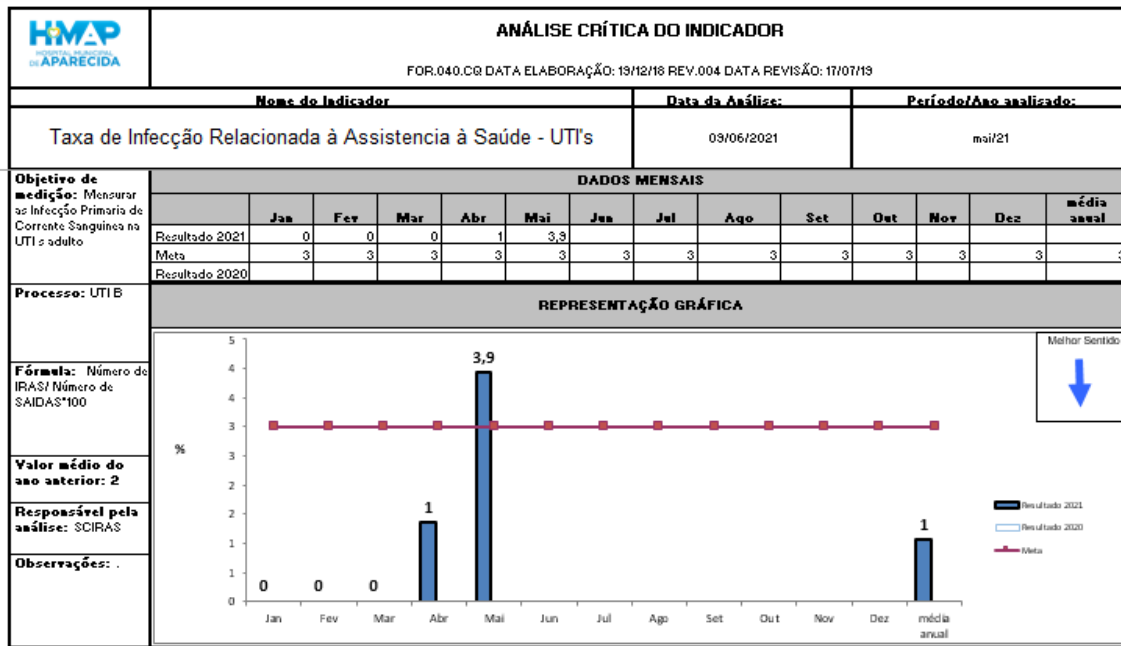 HMAP
HOSPITAL MUNICIPAL
DE APARECIDA
ANÁLISE CRÍTICA DO INDICADOR
FOR.040.CQ DATA ELABORAÇÃO: 19/12/18 REV.004 DATA REVISÃO: 17/07/19
Nome do Indicador Data da Análise: Período/Ano analisado:
Taxa de Infecção Relacionada à Assistencia à Saúde - UTI's 09/06/2021 mai/21
Objetivo de
medição: Mensurar
as Infecção Primaria de
Corrente Sanguinea na
UTI s adulto
DADOS MENSAIS
Jan Fev Mar Abr Mai Jun Jul Ago Set Out Nov Dez média anual
Resultado 2021 0 0 0 1 3,9
Meta 3 3 3 3 3 3 3 3 3 3 3 3 3
Resultado 2020
Processo: UTI B
REPRESENTAÇÃO GRÁFICA
Fórmula: Número de
IRAS/ Número de
SAIDAS*100
Valor médio do
ano anterior: 2
Responsável pela
análise: SCIRAS
Observações: .
Melhor Sentido
%
5
4
4
3
3
2
2
1
1
0
0 0 0 1 3,9 1
Jan Fev Mar Abr Mai Jun Jul Ago Set Out Nov Dez média
anual
Resultado 2021
Resultado 2020
Meta